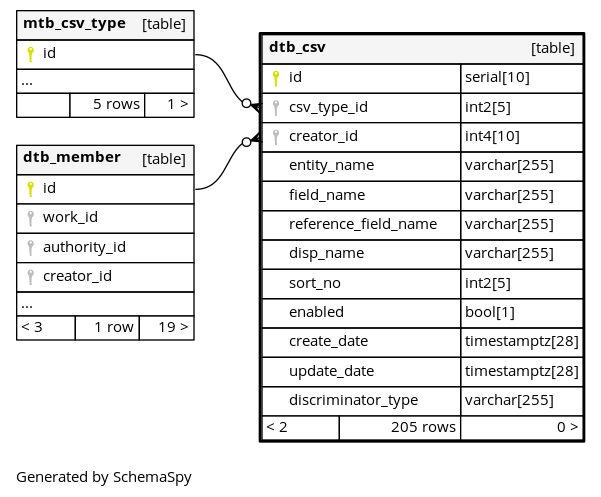 mtb_csv_type [table]
id
...
5 rows 1 >
dtb_member [table]
id
work_id
authority_id
creator_id
...
< 3 1 row 19 >
dtb_csv [table]
id serial[10]
csv_type_id int2[5]
creator_id int4[10]
entity_name varchar[255]
field_name varchar[255]
reference_field_name varchar[255]
disp_name varchar[255]
sort_no int2[5]
enabled bool[1]
create_date timestamptz[28]
update_date timestamptz[28]
discriminator_type varchar[255]
< 2 205 rows 0 >
Generated by SchemaSpy